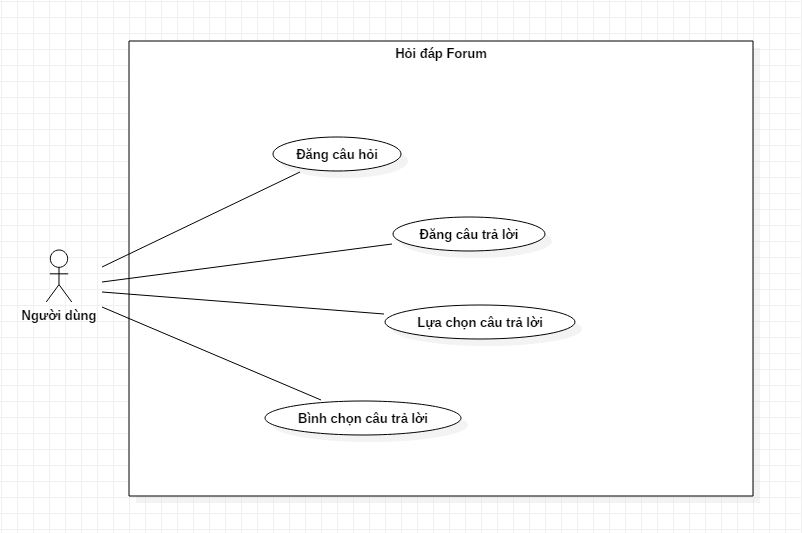 Hỏi đáp Forum
Đăng câu hỏi
Đăng câu trả lời
Người dùng
Lựa chọn câu trả lời
Bình chọn câu trả lời